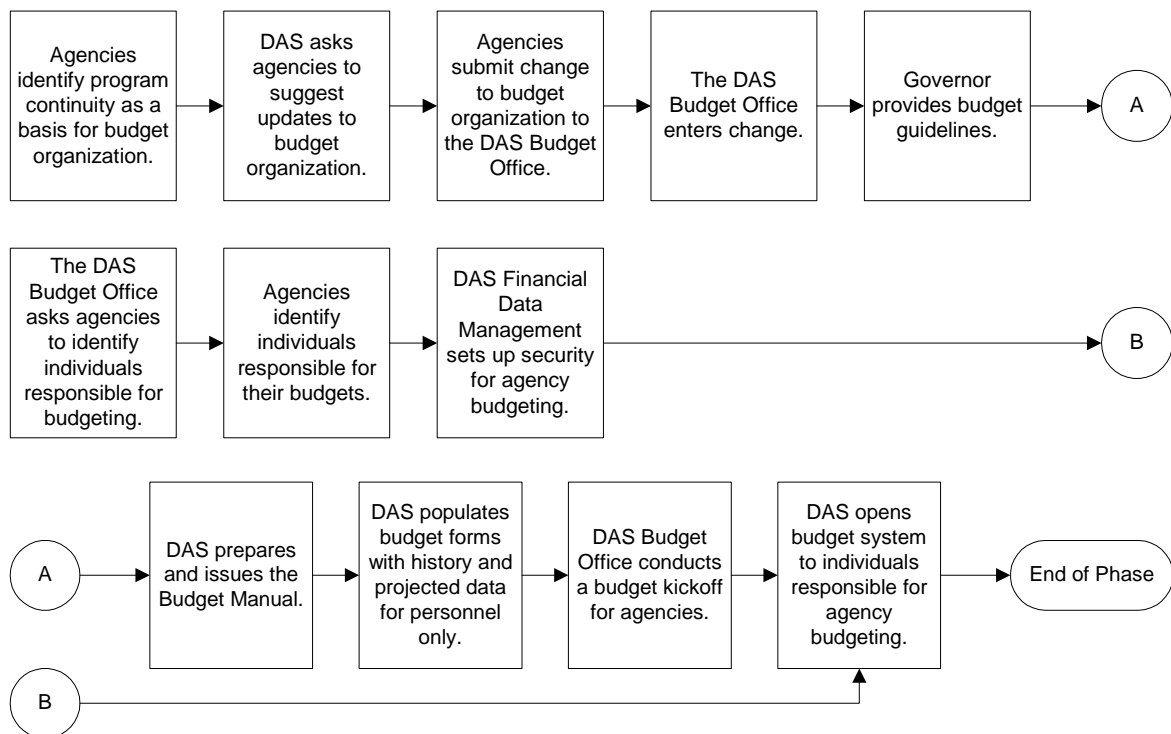 Agencies
identify program
continuity as a
basis for budget
organization.
DAS asks
agencies to
suggest
updates to
budget
organization.
Agencies
submit change
to budget
organization to
the DAS Budget
Office.
The DAS
Budget Office
enters change.
Governor
provides budget
guidelines.
A
The DAS
Budget Office
asks agencies
to identify
individuals
responsible for
budgeting.
Agencies
identify
individuals
responsible for
their budgets.
DAS Financial
Data
Management
sets up security
for agency
budgeting.
B
A
DAS prepares
and issues the
Budget Manual.
DAS populates
budget forms
with history and
projected data
for personnel
only.
DAS Budget
Office conducts
a budget kickoff
for agencies.
DAS opens
budget system
to individuals
responsible for
agency
budgeting.
End of Phase
B